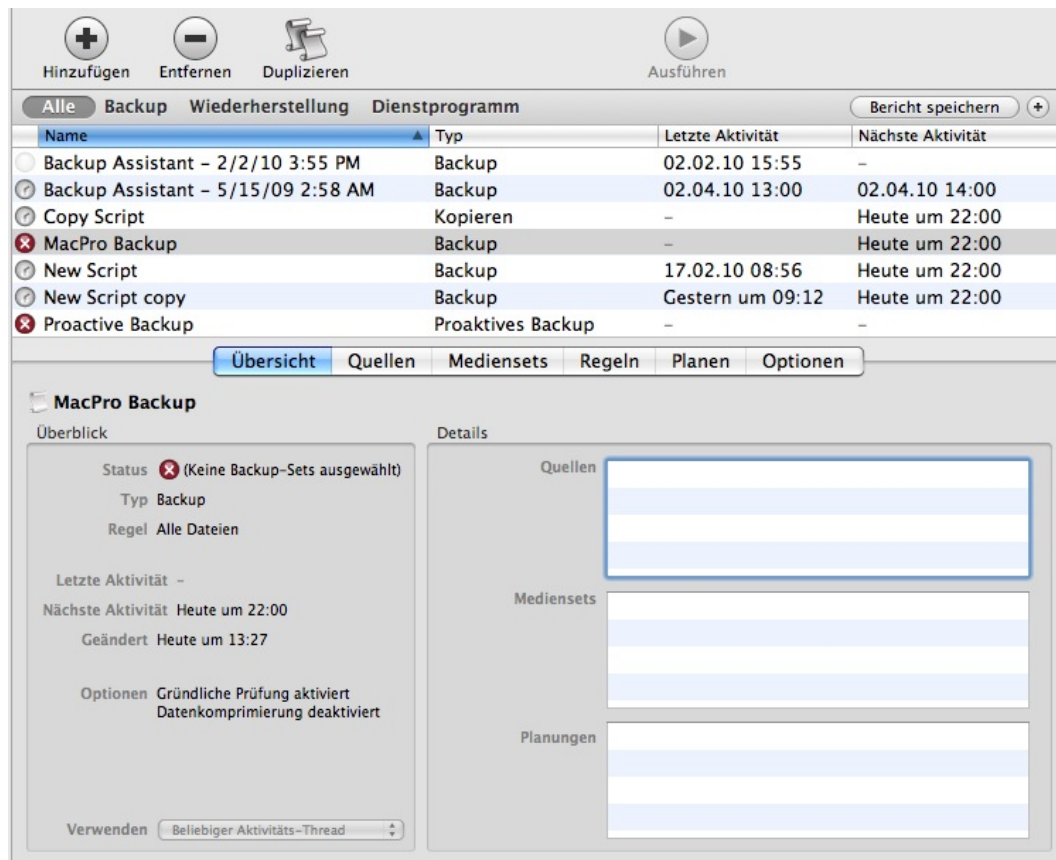 Hinzufügen Entfernen Duplizieren Ausführen
Alle Backup Wiederherstellung Dienstprogramm Bericht speichern
Name Typ Letzte Aktivität Nächste Aktivität
Backup Assistant – 2/2/10 3:55 PM Backup 02.02.10 15:55 –
Backup Assistant – 5/15/09 2:58 AM Backup 02.04.10 13:00 02.04.10 14:00
Copy Script Kopieren – Heute um 22:00
MacPro Backup Backup – Heute um 22:00
New Script Backup 17.02.10 08:56 Heute um 22:00
New Script copy Backup Gestern um 09:12 Heute um 22:00
Proactive Backup Proaktives Backup – –
Übersicht Quellen Mediensets Regeln Planen Optionen
MacPro Backup
Überblick
Status (Keine Backup-Sets ausgewählt)
Typ Backup
Regel Alle Dateien
Letzte Aktivität –
Nächste Aktivität Heute um 22:00
Geändert Heute um 13:27
Optionen Gründliche Prüfung aktiviert
Datenkomprimierung deaktiviert
Verwenden Beliebiger Aktivitäts-Thread
Details
Quellen
Mediensets
Planungen